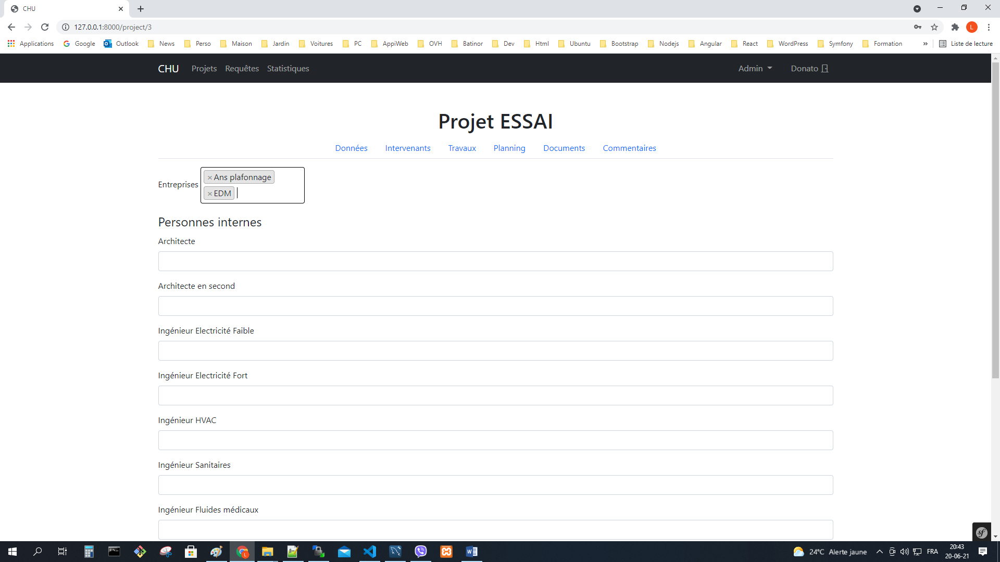 CHU
127.0.0.1:8000/project/3
L
Applications Google Outlook News Perso Maison Jardin Voitures PC AppiWeb OVH Batinor Dev Html Ubuntu Bootstrap Nodejs Angular React WordPress Symfony Formation » Liste de lecture
CHU Projets Requêtes Statistiques Admin Donato
Projet ESSAI
Données Intervenants Travaux Planning Documents Commentaires
Entreprises
×Ans plafonnage
×EDM
Personnes internes
Architecte
Architecte en second
Ingénieur Electricité Faible
Ingénieur Electricité Fort
Ingénieur HVAC
Ingénieur Sanitaires
Ingénieur Fluides médicaux
sf
24°C Alerte jaune FRA 20:43
20-06-21